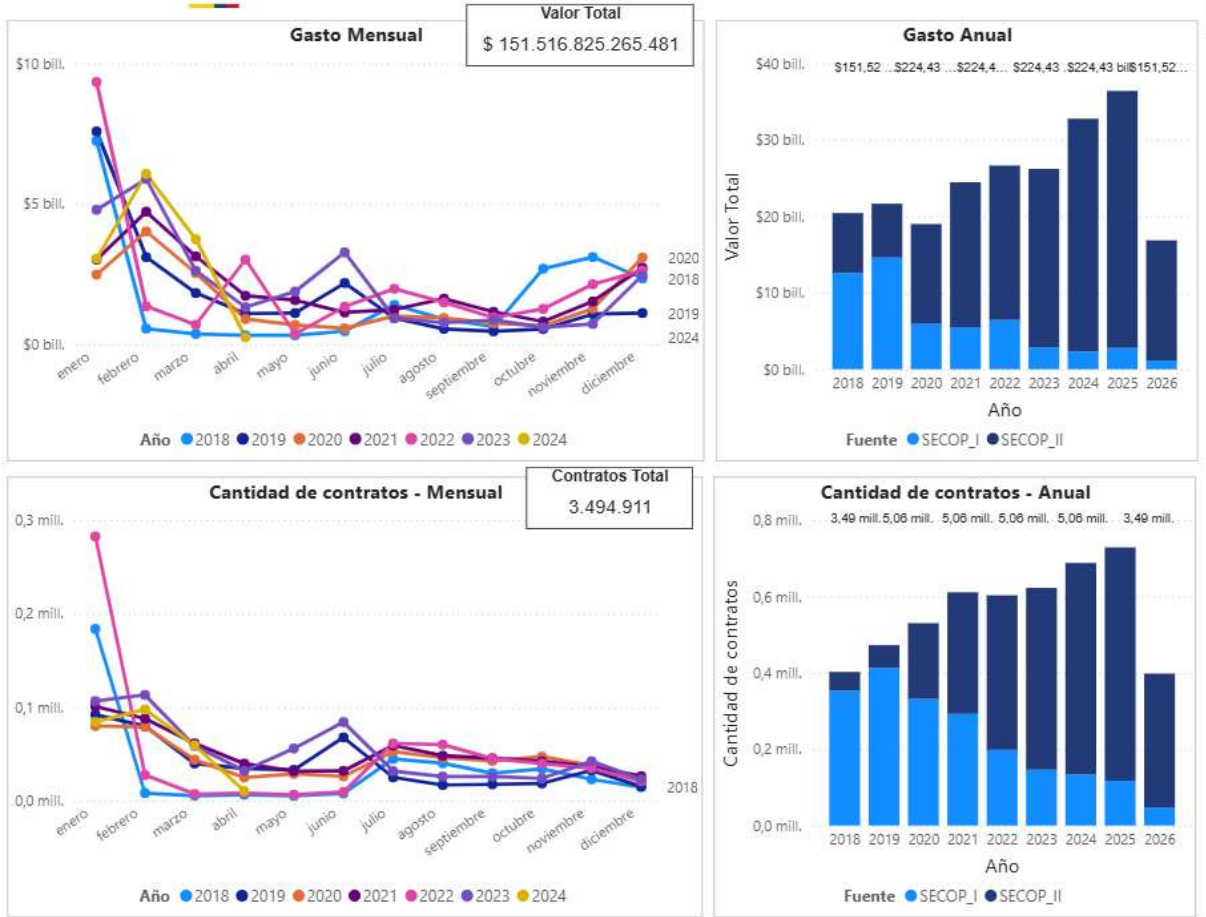 Gasto Mensual
Valor Total
$ 151.516.825.265.481
$10 bill.
$5 bill.
$0 bill.
2020
2018
2019
2024
enero
febrero
marzo
abril
mayo
junio
julio
agosto
septiembre
octubre
noviembre
diciembre
Año 2018 2019 2020 2021 2022 2023 2024
Gasto Anual
$151,52 ... $224,43 ... $224,4... $224,43 $224,43 bill $151,52...
Valor Total
$40 bill.
$30 bill.
$20 bill.
$10 bill.
$0 bill.
2018 2019 2020 2021 2022 2023 2024 2025 2026
Año
Fuente SECOP_I SECOP_II
Cantidad de contratos - Mensual
Contratos Total
3.494.911
0,3 mill.
0,2 mill.
0,1 mill.
0,0 mill.
2018
enero
febrero
marzo
abril
mayo
junio
julio
agosto
septiembre
octubre
noviembre
diciembre
Año 2018 2019 2020 2021 2022 2023 2024
Cantidad de contratos - Anual
3,49 mill. 5,06 mill. 5,06 mill. 5,06 mill. 5,06 mill. 3,49 mill.
Cantidad de contratos
0,8 mill.
0,6 mill.
0,4 mill.
0,2 mill.
0,0 mill.
2018 2019 2020 2021 2022 2023 2024 2025 2026
Año
Fuente SECOP_I SECOP_II